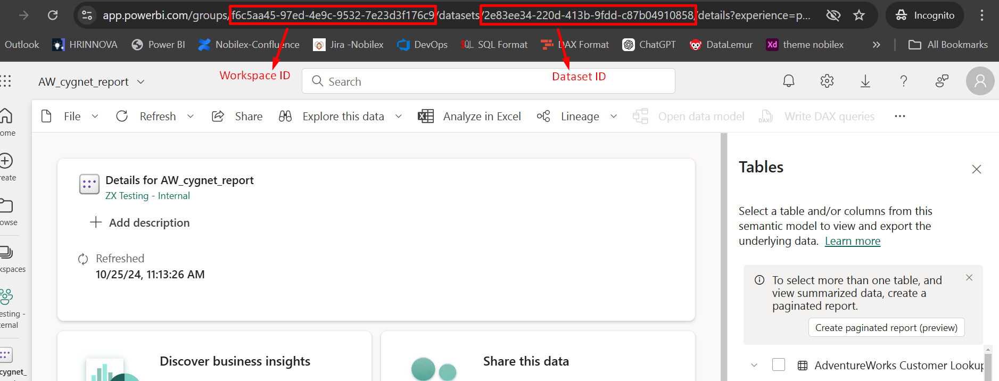 app.powerbi.com/groups/f6c5aa45-97ed-4e9c-9532-7e23d3f176c9/datasets/2e83ee34-220d-413b-9fdd-c87b04910858/details?experience=p...
Incognito
Outlook HRINNOVA Power BI Nobilex-Confluence Jira -Nobilex DevOps SQL Format DAX Format ChatGPT DataLemur Xd theme nobilex » All Bookmarks
Workspace ID
Dataset ID
AW_cygnet_report
Search
File Refresh Share Explore this data Analyze in Excel Lineage Open data model DAX Write DAX queries ...
ome
reate
owse
kspaces
esting -
ernal
cygnet_
Details for AW_cygnet_report
ZX Testing - Internal
Add description
Refreshed
10/25/24, 11:13:26 AM
Discover business insights
Share this data
Tables
Select a table and/or columns from this
semantic model to view and export the
underlying data. Learn more
To select more than one table, and
view summarized data, create a
paginated report.
Create paginated report (preview)
AdventureWorks Customer Lookup